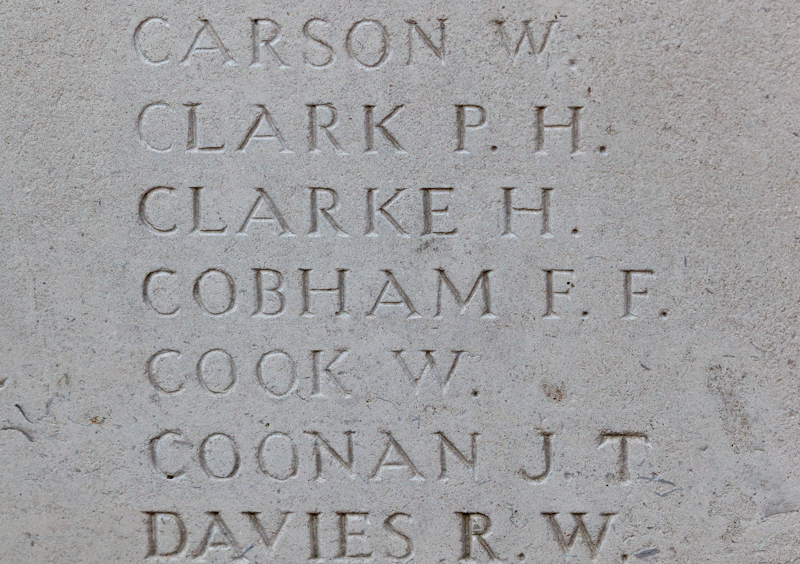 CARSON W.
CLARK P. H.
CLARKE H.
COBHAM F. F.
COOK W.
COONAN J. T
DAVIES R. W.